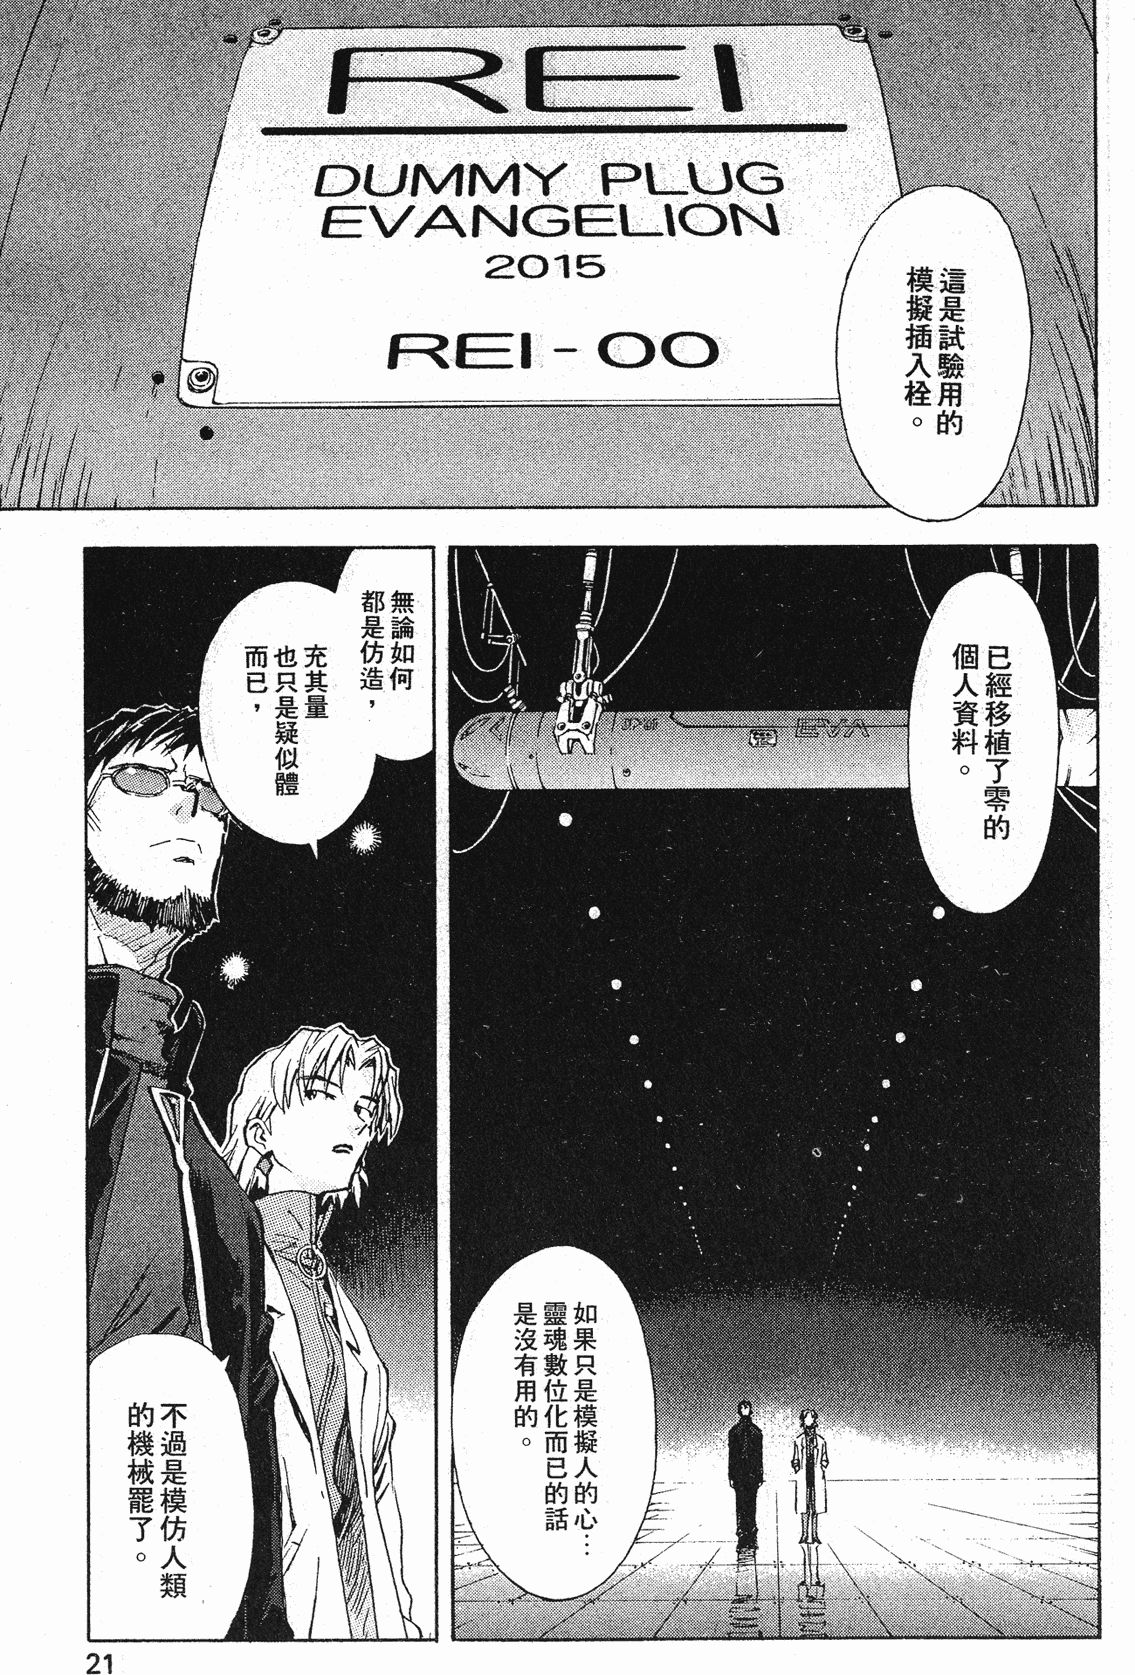 REI
DUMMY PLUG
EVANGELION
2015
REI-00
這是試驗用的
模擬插入栓。
已經移植了零的
個人資料。
EVA
如果只是模擬人的心…
靈魂數位化而已的話
是沒有用的。
無論如何
都是仿造，
充其量
也只是疑似體
而已，
不過是模仿人類
的機械罷了。
21